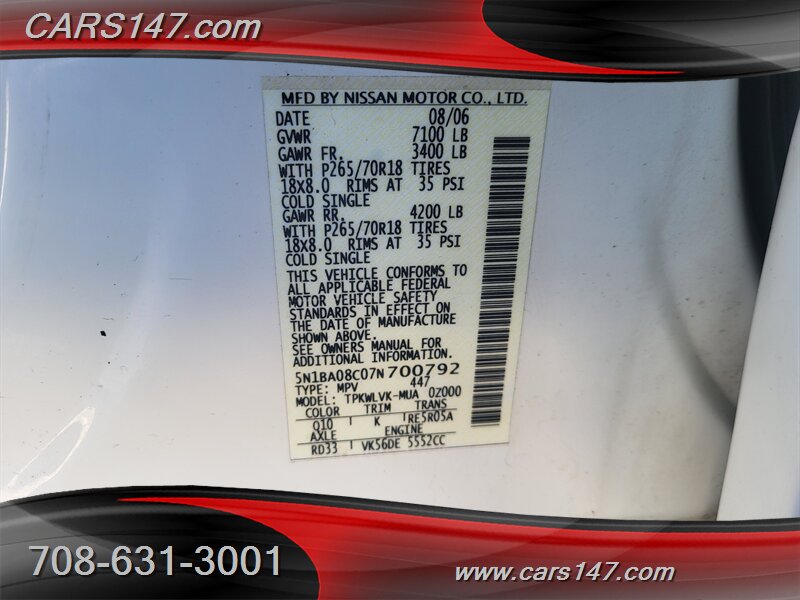 CARS147.com
MFD BY NISSAN MOTOR CO., LTD.
DATE 08/06
GVWR 7100 LB
GAWR FR. 3400 LB
WITH P265/70R18 TIRES
18X8.0 RIMS AT 35 PSI
COLD SINGLE
GAWR RR. 4200 LB
WITH P265/70R18 TIRES
18X8.0 RIMS AT 35 PSI
COLD SINGLE
THIS VEHICLE CONFORMS TO
ALL APPLICABLE FEDERAL
MOTOR VEHICLE SAFETY
STANDARDS IN EFFECT ON
THE DATE OF MANUFACTURE
SHOWN ABOVE.
SEE OWNERS MANUAL FOR
ADDITIONAL INFORMATION
5N1BA08C07N700792
TYPE: MPV 447
MODEL: TPKWLVK-MUA 0Z000
COLOR TRIM TRANS
Q10 K RE5R05A
AXLE ENGINE
RD33 VK56DE 5552CC
708-631-3001
www.cars147.com